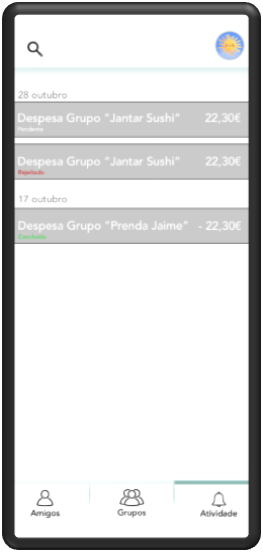 28 outubro
Despesa Grupo "Jantar Sushi" 22,30€
Pendente
Despesa Grupo "Jantar Sushi" 22,30€
Rejeitado
17 outubro
Despesa Grupo "Prenda Jaime" - 22,30€
Concluído
Amigos Grupos Atividade